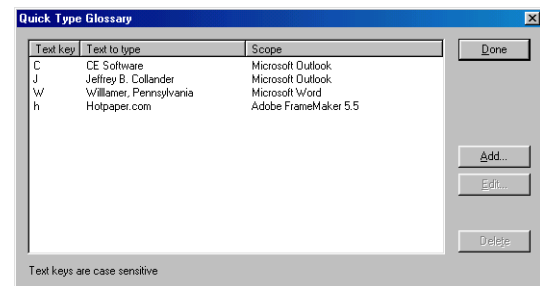 Quick Type Glossary
Text key Text to type Scope Done
C CE Software Microsoft Outlook
J Jeffrey B. Collander Microsoft Outlook
W Willlamer, Pennsylvania Microsoft Word
h Hotpaper.com Adobe FrameMaker 5.5
Add...
Edit...
Delete
Text keys are case sensitive